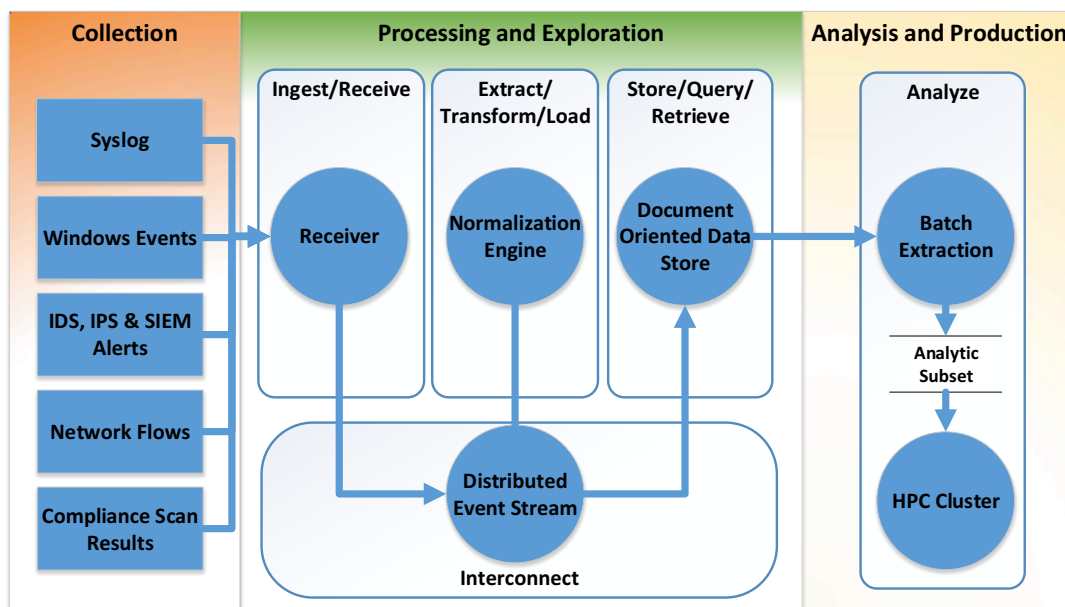 Collection
Processing and Exploration
Analysis and Production
Ingest/Receive
Extract/
Transform/Load
Store/Query/
Retrieve
Analyze
Syslog
Windows Events
IDS, IPS & SIEM
Alerts
Network Flows
Compliance Scan
Results
Receiver
Normalization
Engine
Document
Oriented Data
Store
Batch
Extraction
Analytic
Subset
Distributed
Event Stream
HPC Cluster
Interconnect